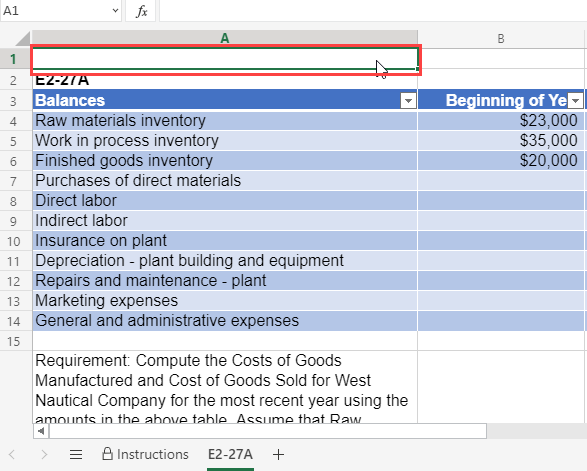 A1 fx
A B
1
2 E2-27A
3 Balances Beginning of Ye
4 Raw materials inventory $23,000
5 Work in process inventory $35,000
6 Finished goods inventory $20,000
7 Purchases of direct materials
8 Direct labor
9 Indirect labor
10 Insurance on plant
11 Depreciation - plant building and equipment
12 Repairs and maintenance - plant
13 Marketing expenses
14 General and administrative expenses
15
Requirement: Compute the Costs of Goods
Manufactured and Cost of Goods Sold for West
Nautical Company for the most recent year using the
amounts in the above table. Assume that Raw
Instructions E2-27A +